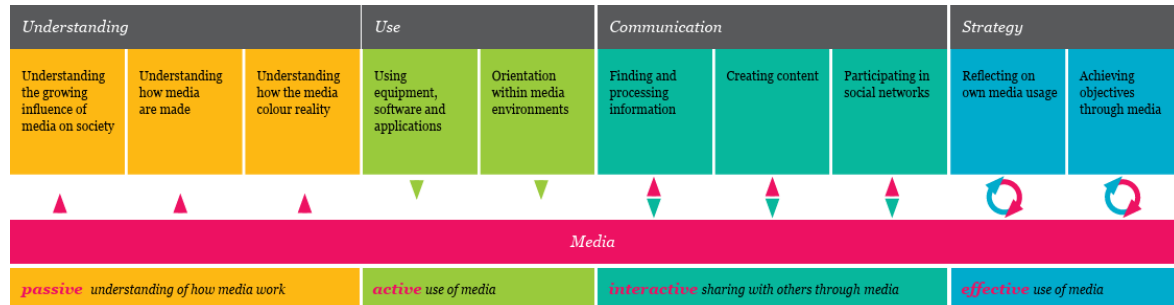 Understanding
Use
Communication
Strategy
Understanding
the growing
influence of
media on society
Understanding
how media
are made
Understanding
how the media
colour reality
Using
equipment,
software and
applications
Orientation
within media
environments
Finding and
processing
information
Creating content
Participating in
social networks
Reflecting on
own media usage
Achieving
objectives
through media
Media
passive understanding of how media work
active use of media
interactive sharing with others through media
effective use of media